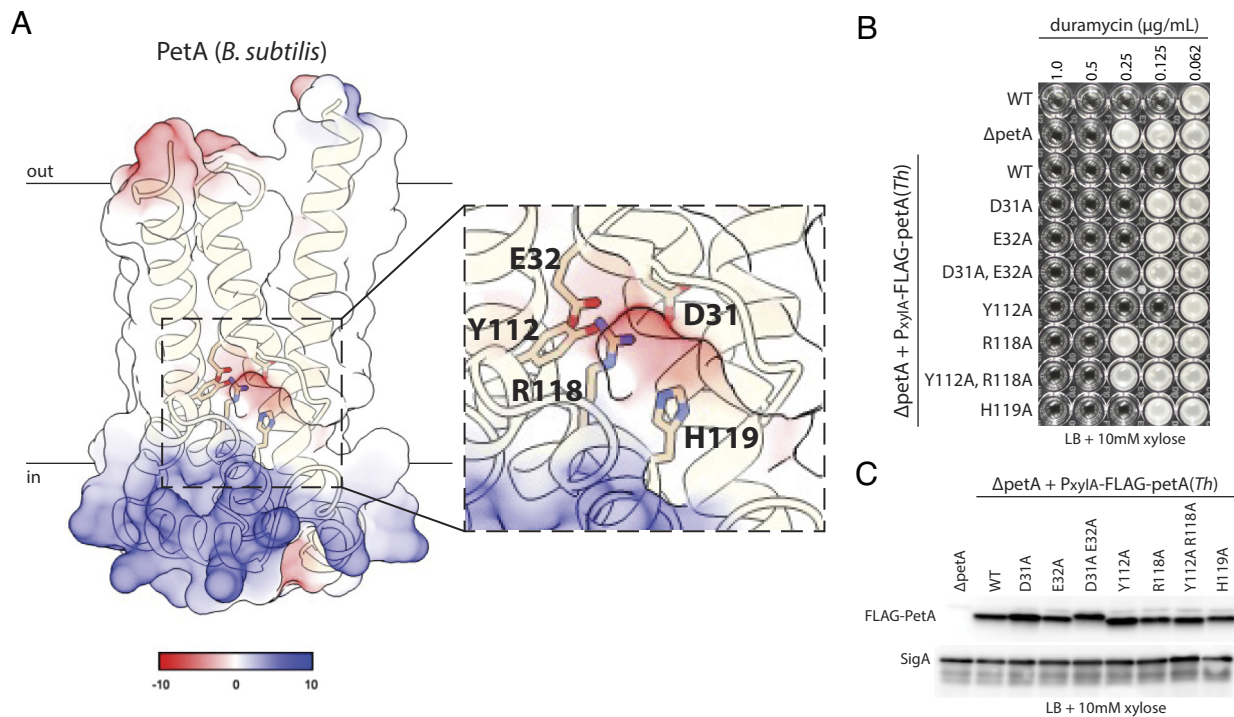 A
PetA (B. subtilis)
out
in
E32
Y112
D31
R118
H119
-10 0 10
B
duramycin (µg/mL)
1.0 0.5 0.25 0.125 0.062
WT
ΔpetA
ΔpetA + PxylA-FLAG-petA(Th)
WT
D31A
E32A
D31A, E32A
Y112A
R118A
Y112A, R118A
H119A
LB + 10mM xylose
C
ΔpetA + PxylA-FLAG-petA(Th)
ΔpetA WT D31A E32A D31A E32A Y112A R118A Y112A R118A H119A
FLAG-PetA
SigA
LB + 10mM xylose